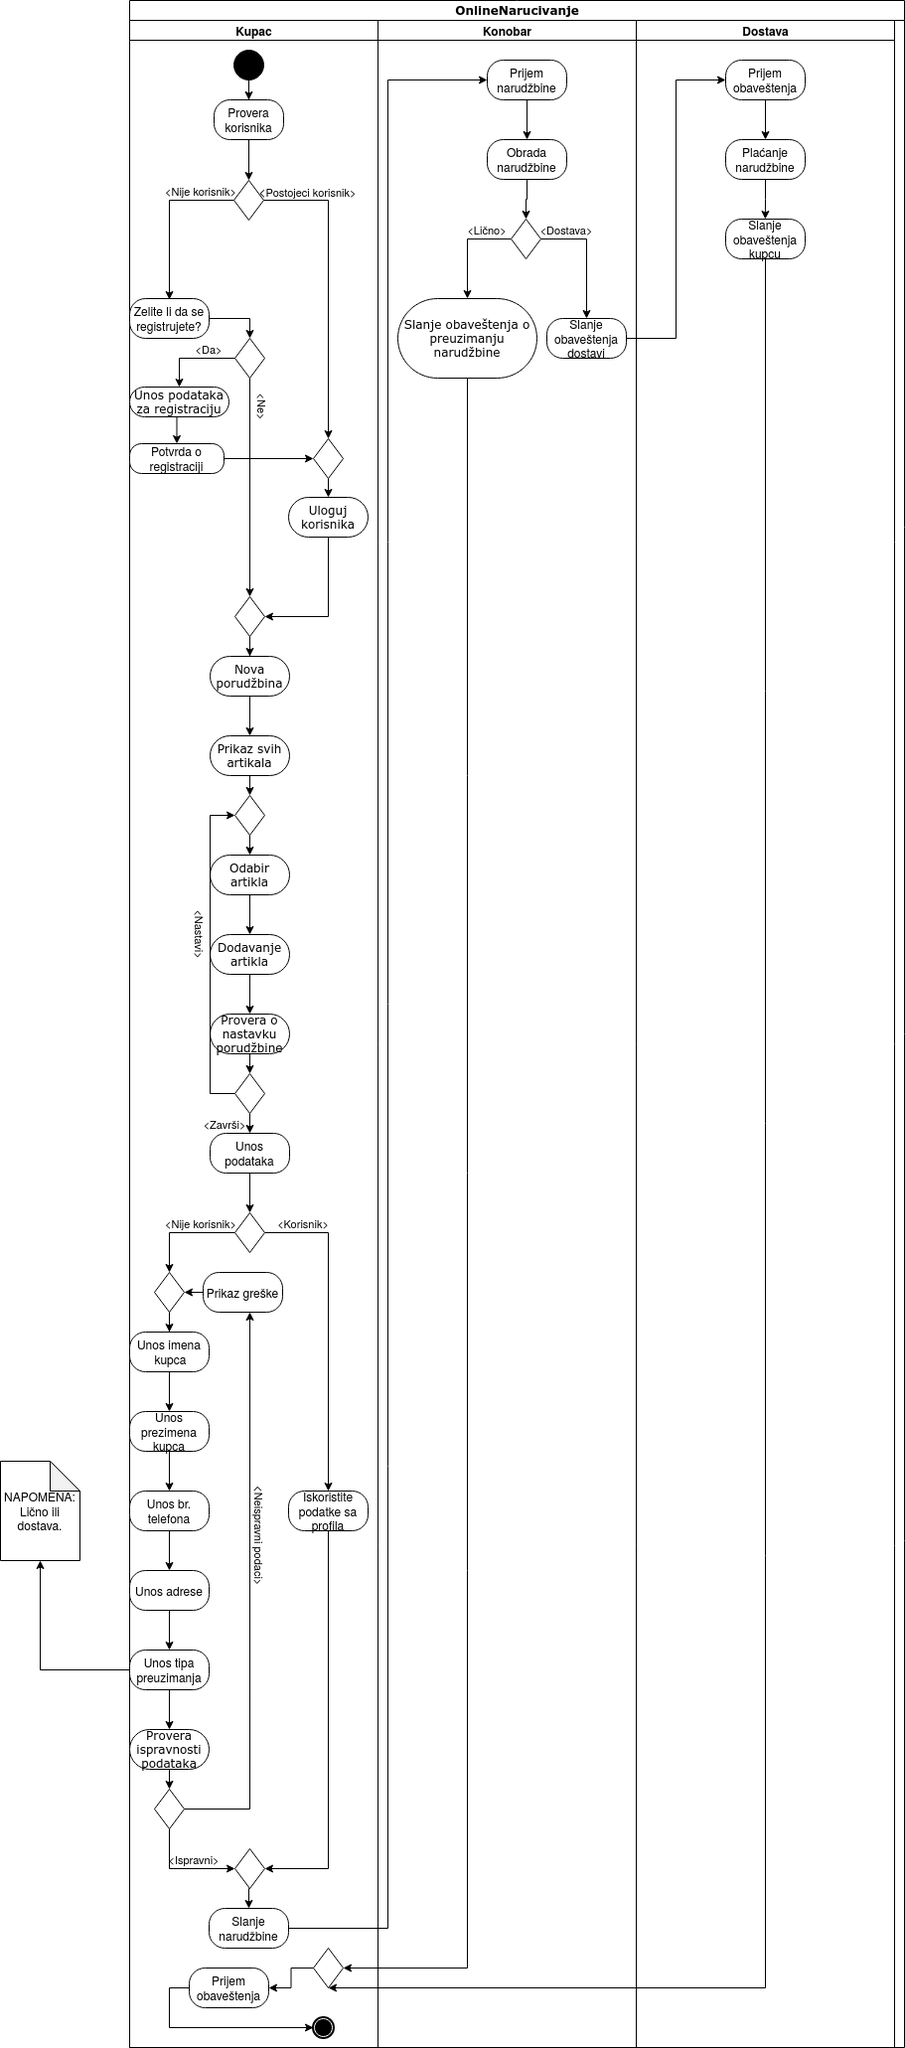 OnlineNarucivanje
Kupac
Konobar
Dostava
Provera
korisnika
<Nije korisnik>
<Postojeci korisnik>
Zelite li da se
registrujete?
<Da>
<Ne>
Unos podataka
za registraciju
Potvrda o
registraciji
Uloguj
korisnika
Nova
porudžbina
Prikaz svih
artikala
Odabir
artikla
<Nastavi>
Dodavanje
artikla
Provera o
nastavku
porudžbine
<Završi>
Unos
podataka
<Nije korisnik>
<Korisnik>
Prikaz greške
Unos imena
kupca
Unos
prezimena
kupca
NAPOMENA:
Lično ili
dostava.
Unos br.
telefona
<Neispravni podaci>
Iskoristite
podatke sa
profila
Unos adrese
Unos tipa
preuzimanja
Provera
ispravnosti
podataka
<Ispravni>
Slanje
narudžbine
Prijem
obaveštenja
Prijem
narudžbine
Obrada
narudžbine
<Lično>
<Dostava>
Slanje obaveštenja o
preuzimanju
narudžbine
Slanje
obaveštenja
dostavi
Prijem
obaveštenja
Plaćanje
narudžbine
Slanje
obaveštenja
kupcu